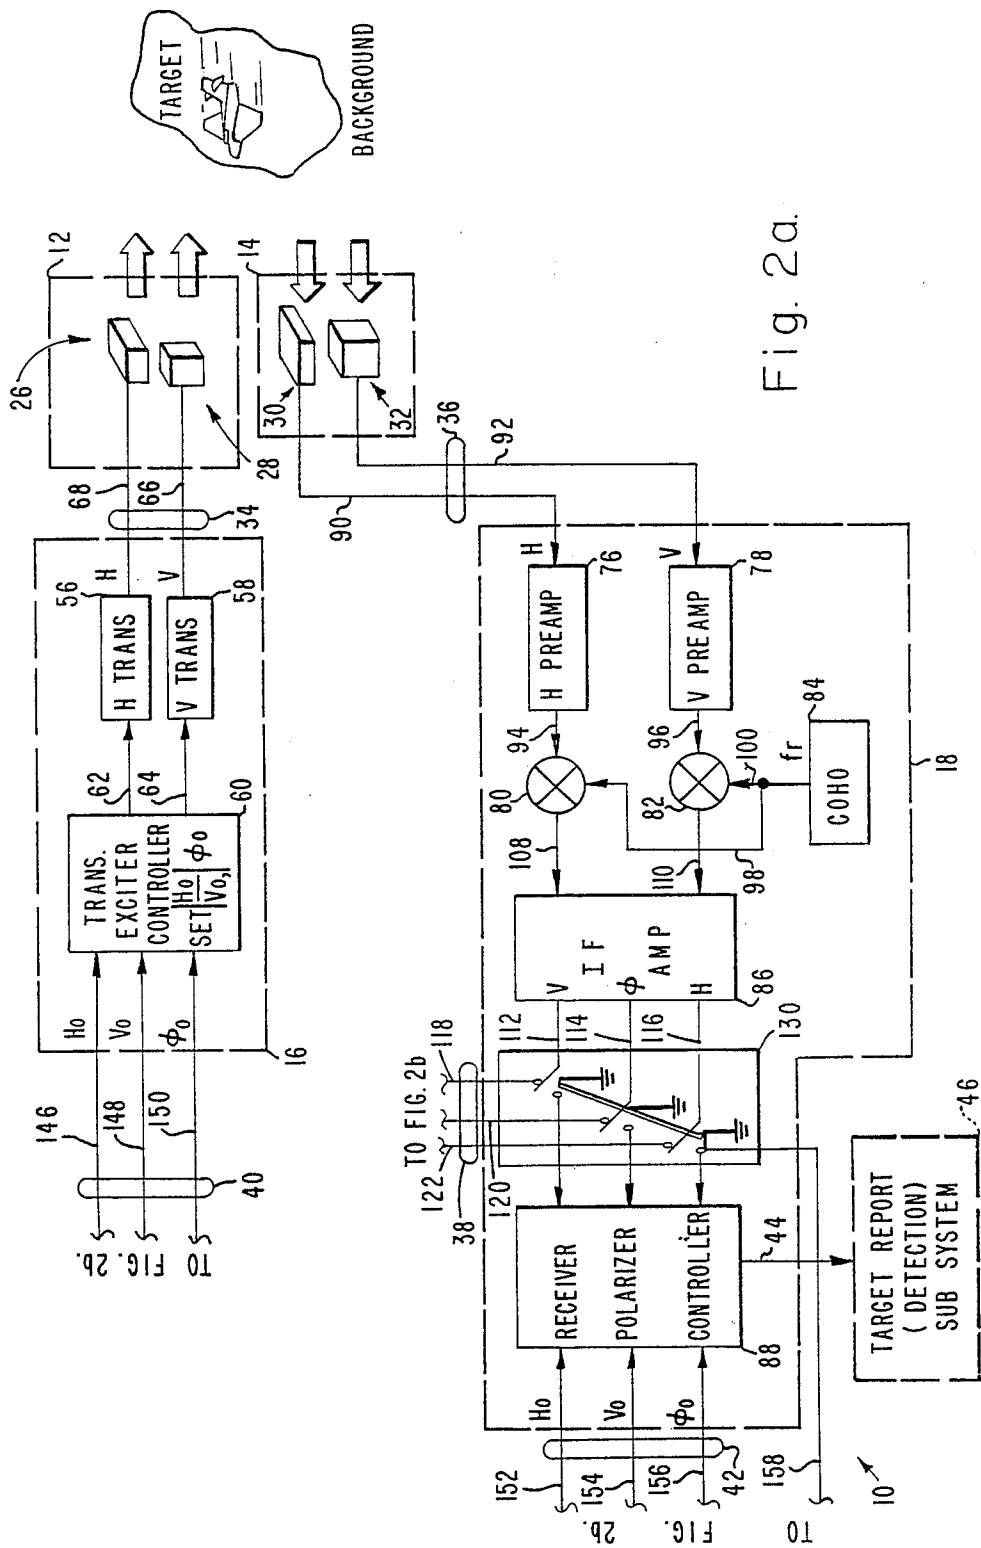 TARGET
BACKGROUND
12
26
28
68
66
34
14
30
32
36
90
92
H
V
56
H TRANS
V TRANS
58
62
64
60
TRANS.
EXCITER
CONTROLLER
SET |Ho/Vo,| ϕo
16
Ho
Vo
ϕo
146
148
150
40
TO FIG. 2b.
H
V
H PREAMP
76
V PREAMP
78
94
96
80
82
100
fr
84
COHO
98
108
110
IF
AMP
V
ϕ
H
86
112
114
116
130
118
120
122
38
TO FIG. 2b
RECEIVER
POLARIZER
CONTROLLER
88
44
18
TARGET REPORT
(DETECTION)
SUB SYSTEM
46
Ho
Vo
ϕo
152
154
156
42
158
TO FIG. 2b.
10
Fig. 2a.